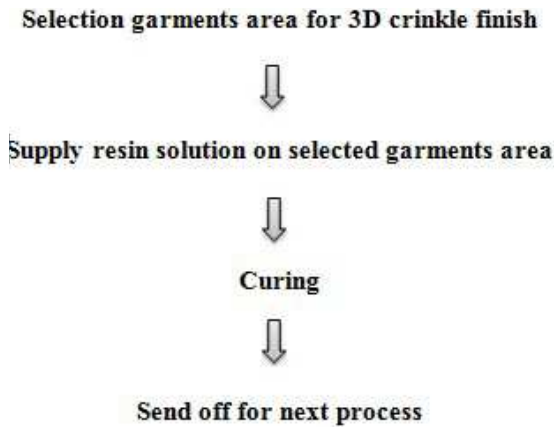 Selection garments area for 3D crinkle finish
Supply resin solution on selected garments area
Curing
Send off for next process